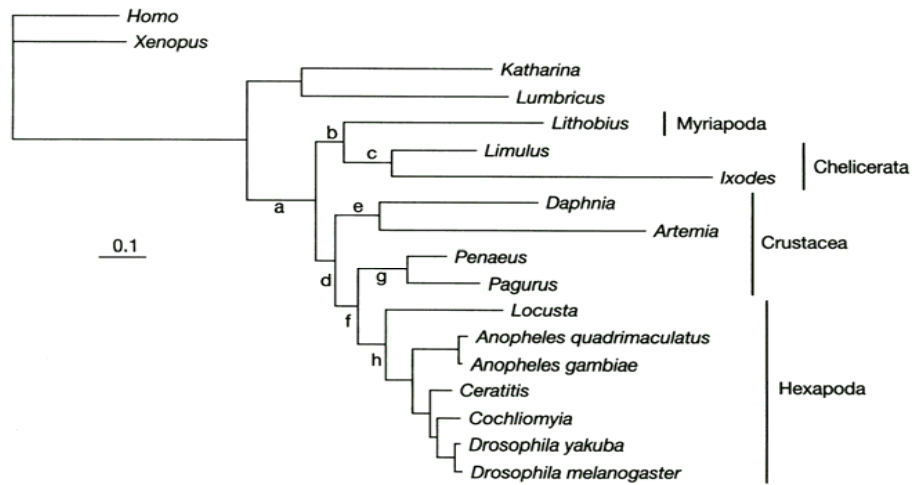 Homo
Xenopus
Katharina
Lumbricus
Lithobius
Myriapoda
b
c
Limulus
Ixodes
Chelicerata
a
e
Daphnia
Artemia
Crustacea
0.1
d
g
Penaeus
Pagurus
f
Locusta
h
Anopheles quadrimaculatus
Anopheles gambiae
Hexapoda
Ceratitis
Cochliomyia
Drosophila yakuba
Drosophila melanogaster